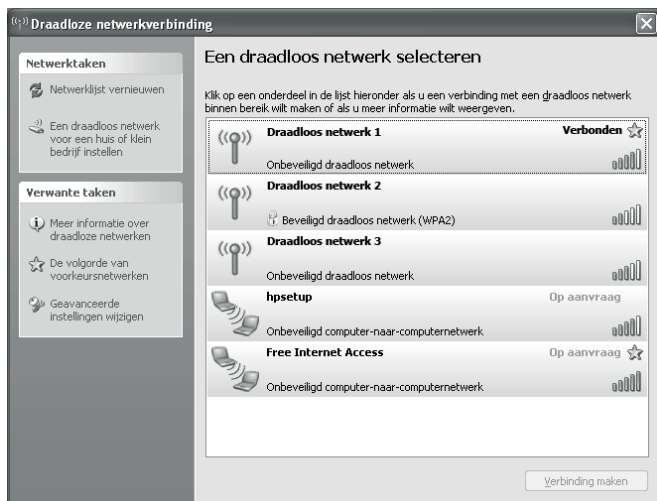 Draadloze netwerkverbinding
Netwerktaken
Netwerklijst vernieuwen
Een draadloos netwerk
voor een huis of klein
bedrijf instellen
Verwante taken
Meer informatie over
draadloze netwerken
De volgorde van
voorkeursnetwerken
Geavanceerde
instellingen wijzigen
Een draadloos netwerk selecteren
Klik op een onderdeel in de lijst hieronder als u een verbinding met een draadloos netwerk
binnen bereik wilt maken of als u meer informatie wilt weergeven.
Draadloos netwerk 1 Verbonden
Onbeveiligd draadloos netwerk
Draadloos netwerk 2
Beveiligd draadloos netwerk (WPA2)
Draadloos netwerk 3
Onbeveiligd draadloos netwerk
hpsetup Op aanvraag
Onbeveiligd computer-naar-computernetwerk
Free Internet Access Op aanvraag
Onbeveiligd computer-naar-computernetwerk
Verbinding maken